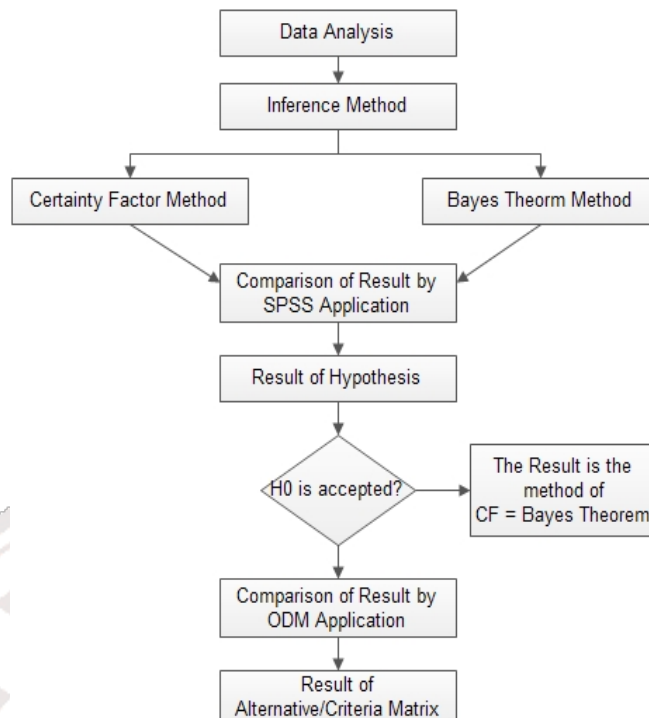 Data Analysis
Inference Method
Certainty Factor Method
Bayes Theorm Method
Comparison of Result by
SPSS Application
Result of Hypothesis
H0 is accepted?
The Result is the
method of
CF = Bayes Theorem
Comparison of Result by
ODM Application
Result of
Alternative/Criteria Matrix